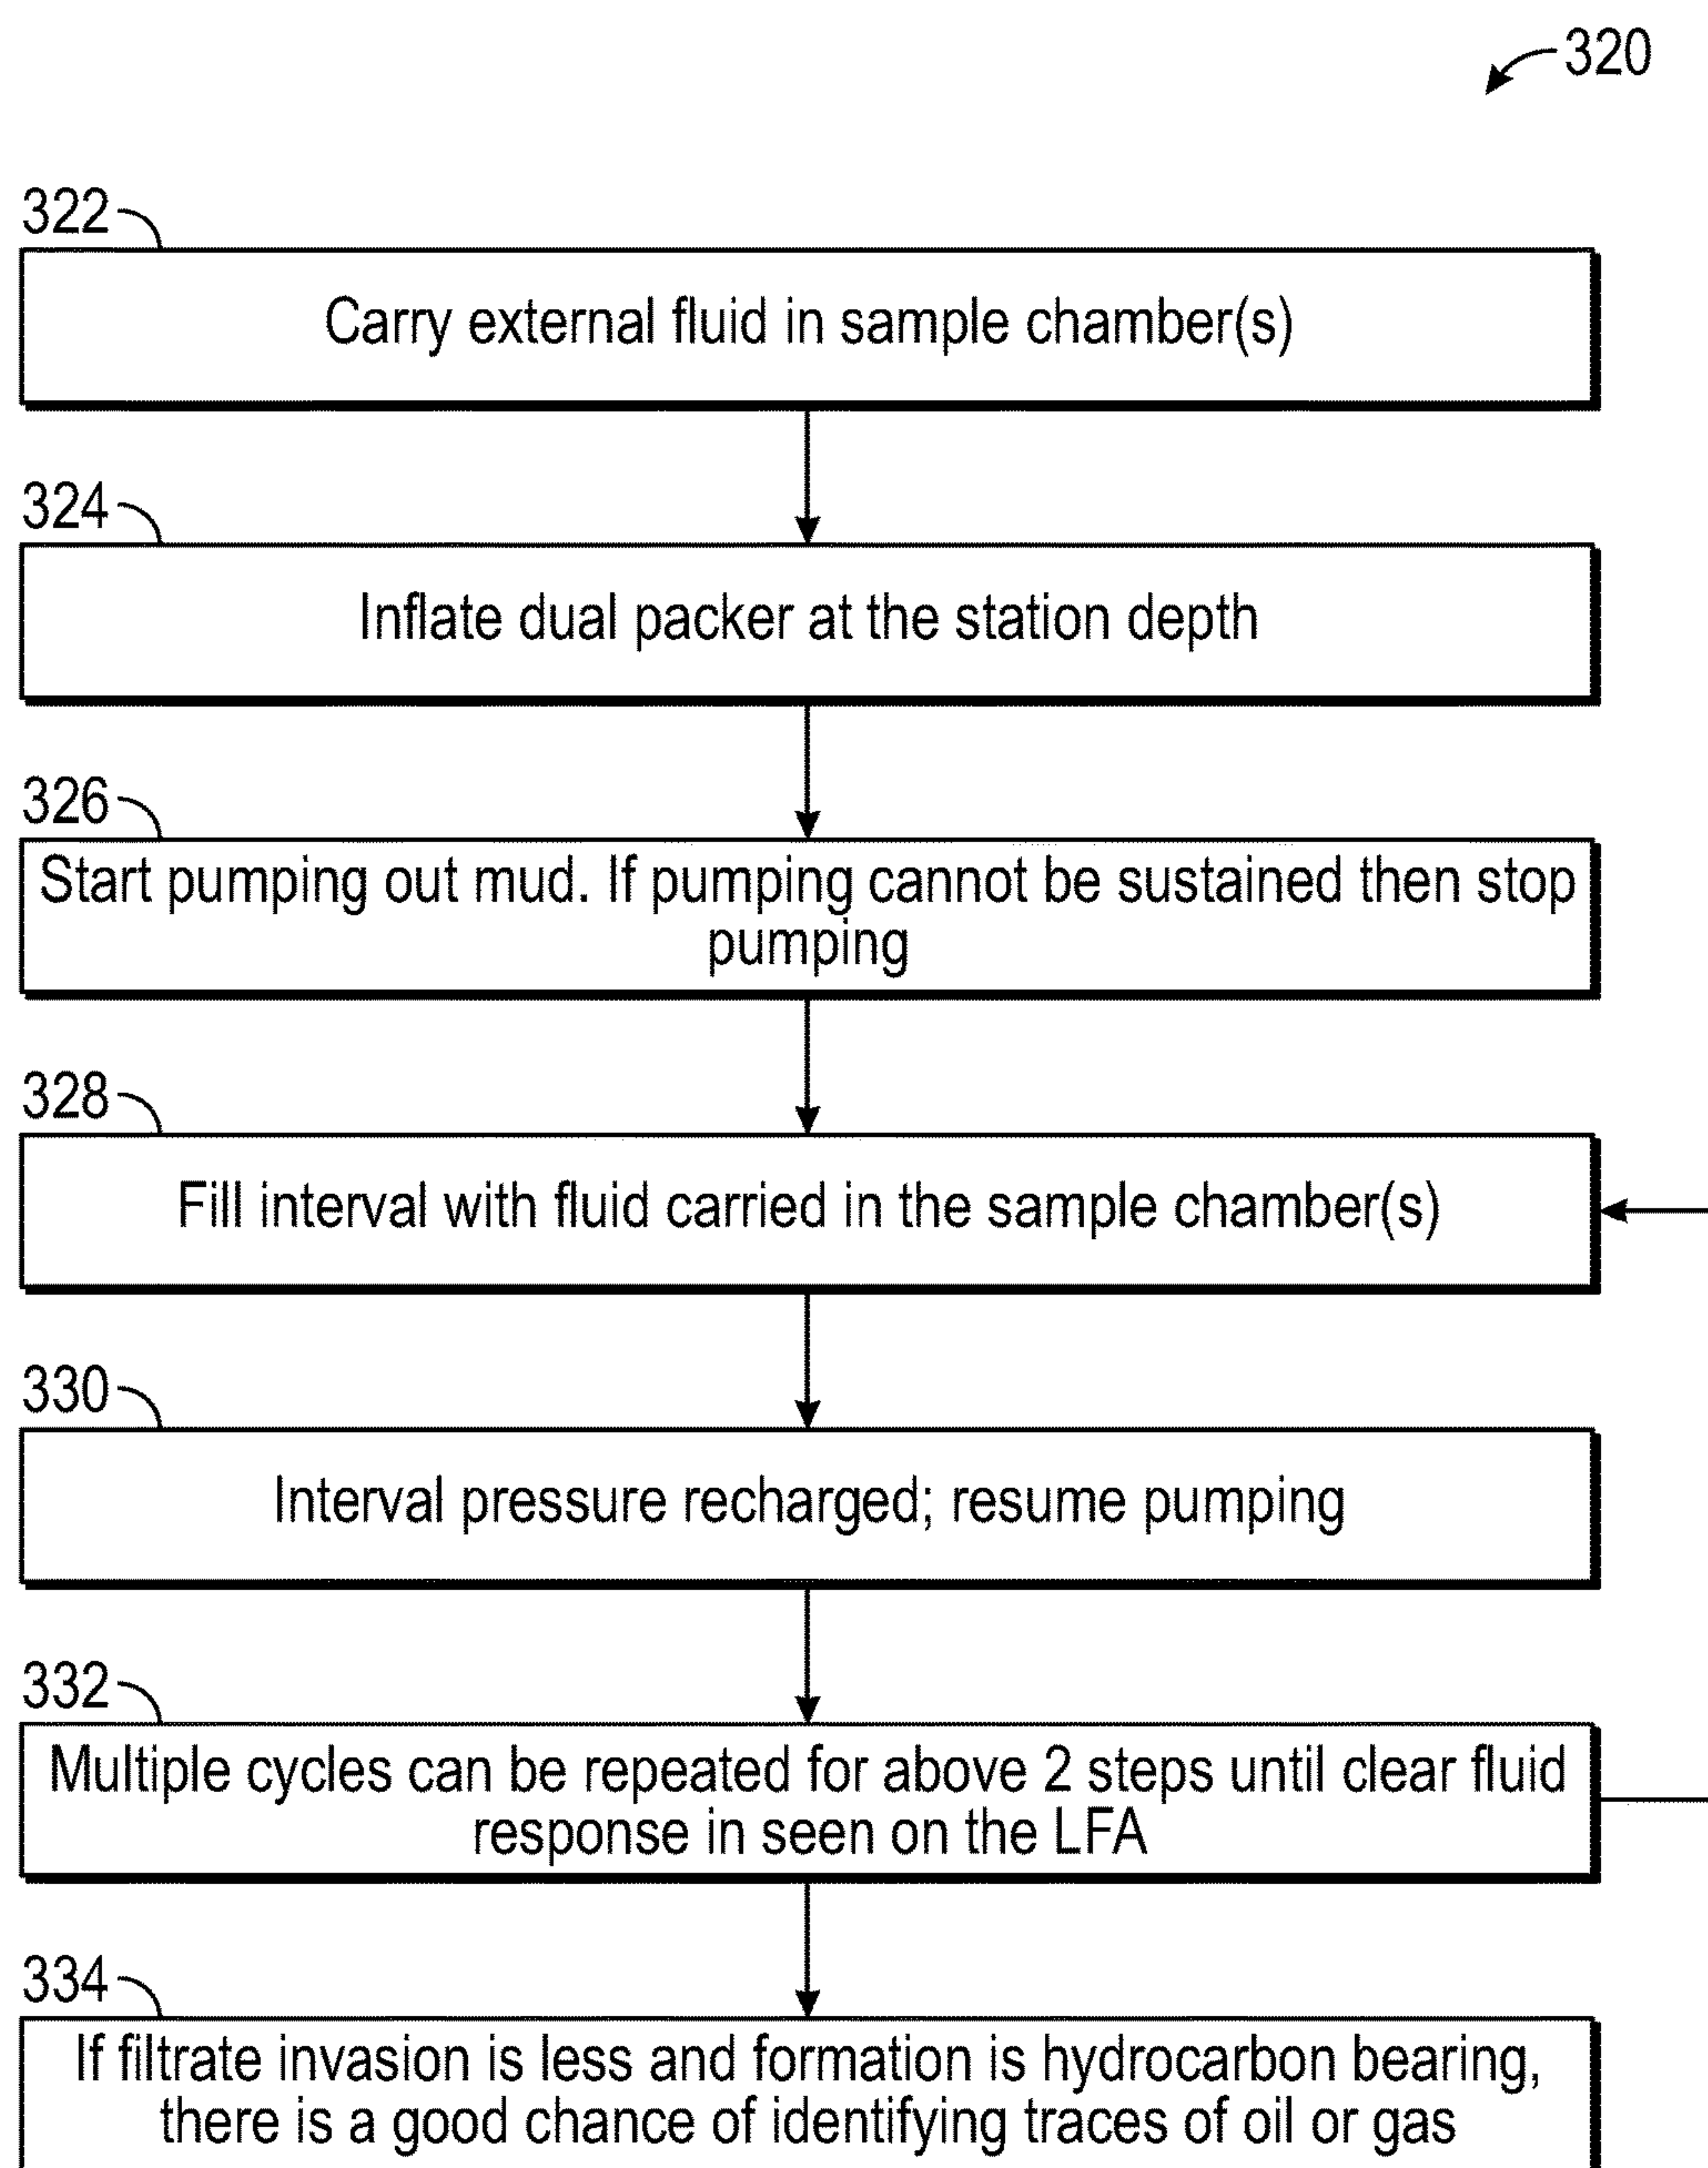 320
322
Carry external fluid in sample chamber(s)
324
Inflate dual packer at the station depth
326
Start pumping out mud. If pumping cannot be sustained then stop
pumping
328
Fill interval with fluid carried in the sample chamber(s)
330
Interval pressure recharged; resume pumping
332
Multiple cycles can be repeated for above 2 steps until clear fluid
response in seen on the LFA
334
If filtrate invasion is less and formation is hydrocarbon bearing,
there is a good chance of identifying traces of oil or gas